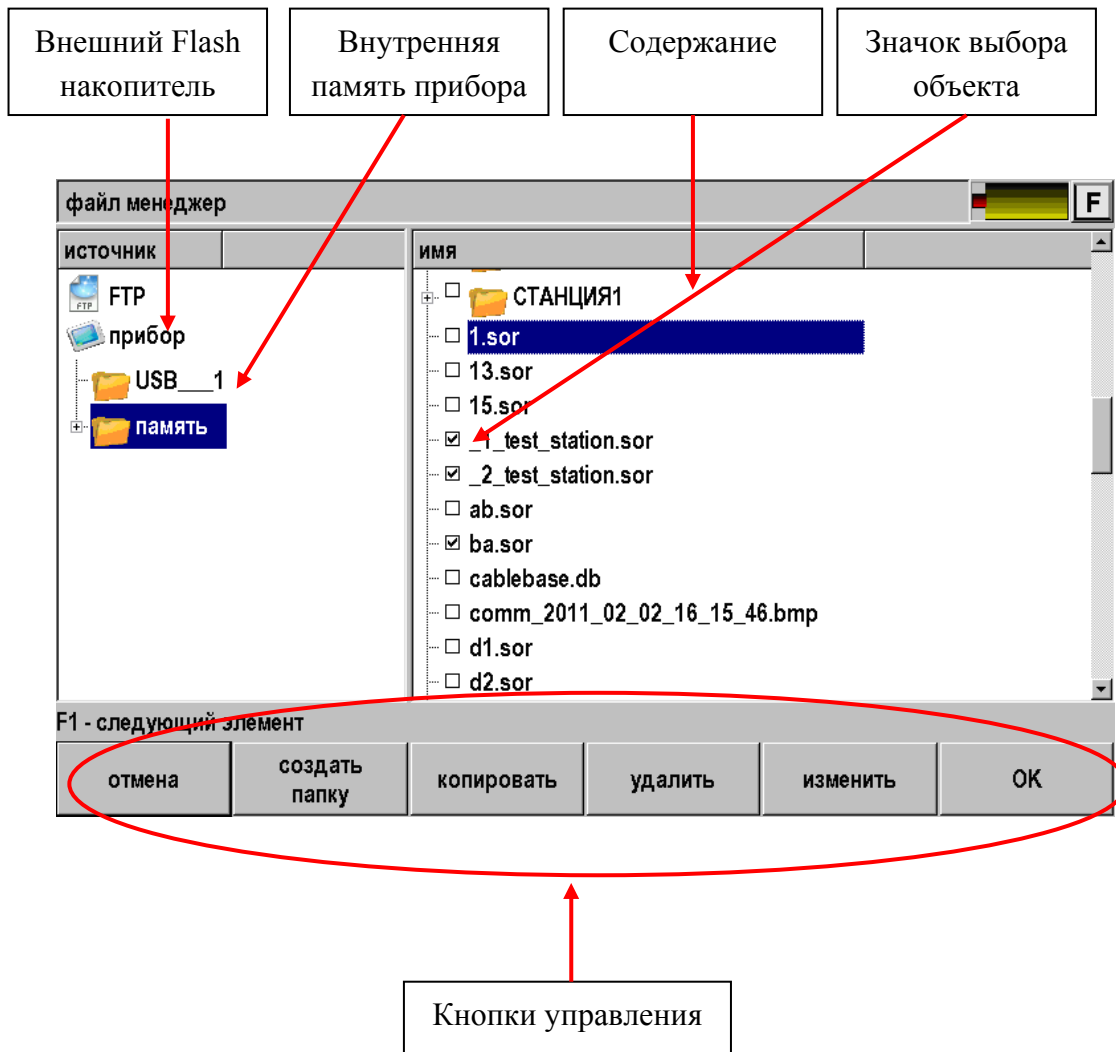 Внешний Flash
накопитель
Внутренняя
память прибора
Содержание
Значок выбора
объекта
файл менеджер
F
источник
имя
FTP
FTP
прибор
USB___1
память
СТАНЦИЯ1
1.sor
13.sor
15.sor
_1_test_station.sor
_2_test_station.sor
ab.sor
ba.sor
cablebase.db
comm_2011_02_02_16_15_46.bmp
d1.sor
d2.sor
F1 - следующий элемент
отмена
создать
папку
копировать
удалить
изменить
OK
Кнопки управления